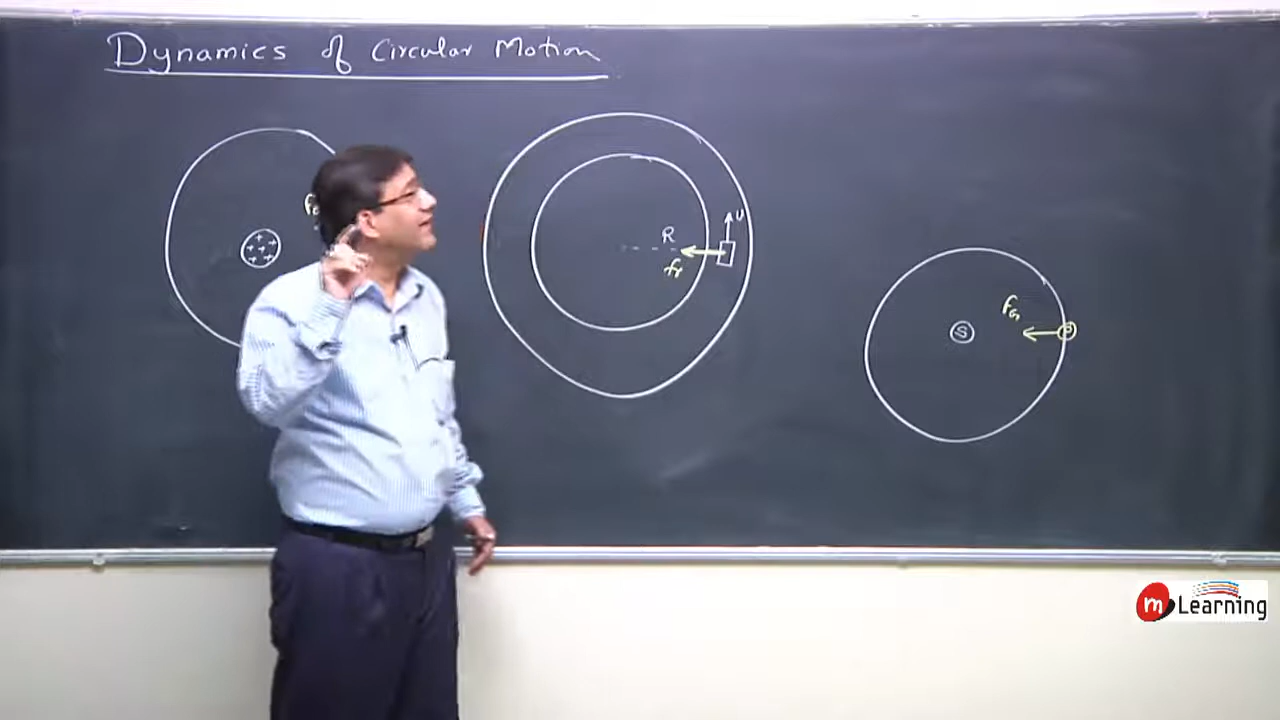 Dynamics of Circular Motion
+ + + + + +
R
v
fr
fG
S
P
m Learning